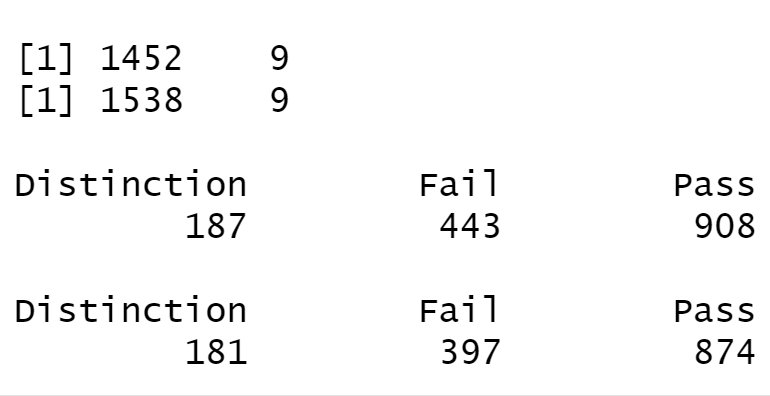 [1] 1452 9
[1] 1538 9
Distinction Fail Pass
187 443 908
Distinction Fail Pass
181 397 874